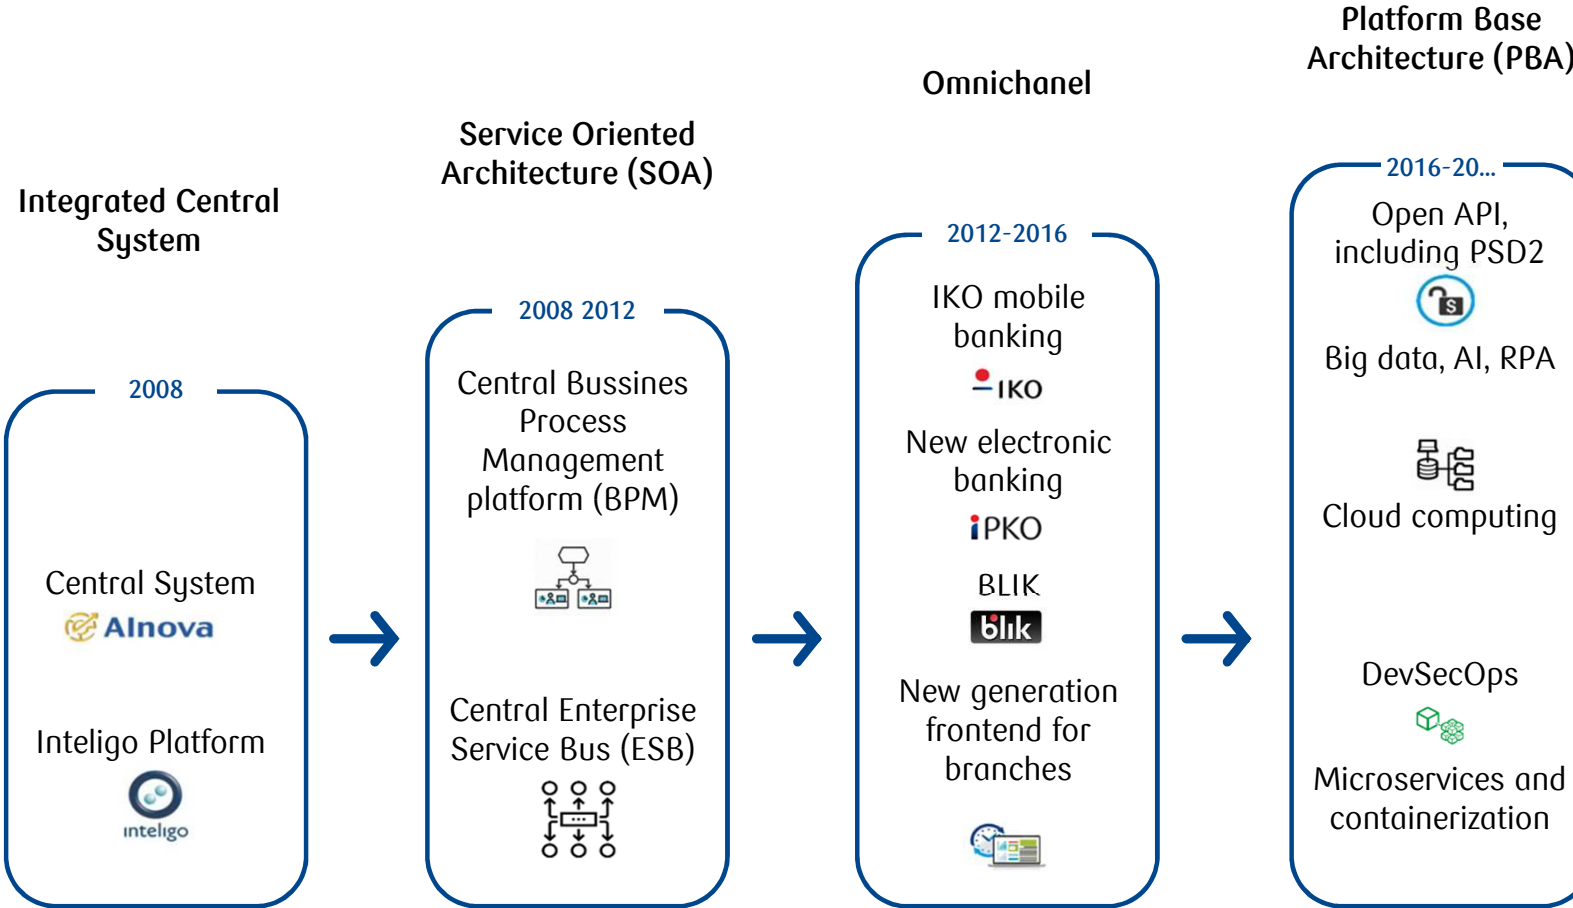 Integrated Central
System
2008
Central System
Alnova
Inteligo Platform
inteligo
Service Oriented
Architecture (SOA)
2008 2012
Central Bussines
Process
Management
platform (BPM)
Central Enterprise
Service Bus (ESB)
Omnichanel
2012-2016
IKO mobile
banking
IKO
New electronic
banking
iPKO
BLIK
blik
New generation
frontend for
branches
Platform Base
Architecture (PBA)
2016-20...
Open API,
including PSD2
S
Big data, AI, RPA
Cloud computing
DevSecOps
Microservices and
containerization